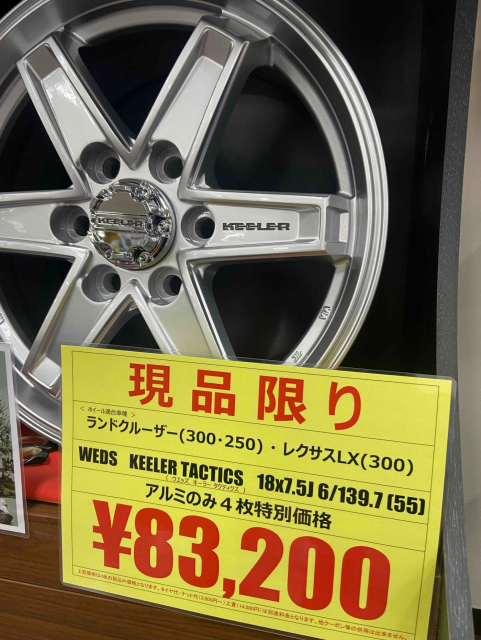 KEELER
KEELER
現品限り
< ホイール適合車種 >
ランドクルーザー(300・250)・レクサスLX(300)
WEDS KEELER TACTICS 18x7.5J 6/139.7 (55)
( ウエッズ キーラー タクティクス )
アルミのみ4枚特別価格
¥83,200